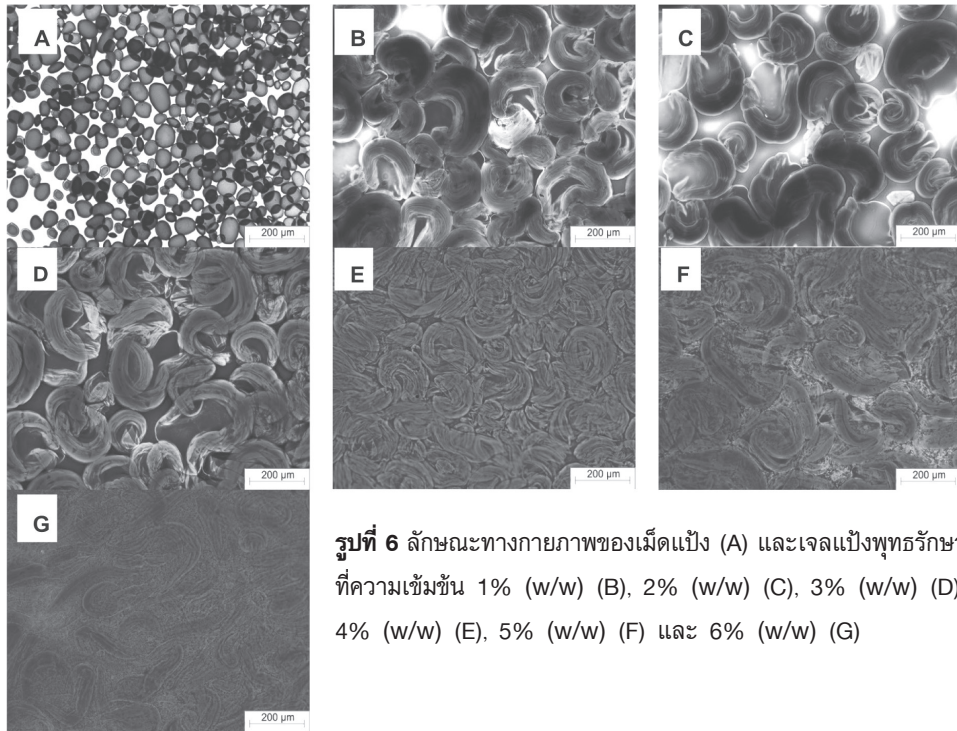 A
200 µm
B
200 µm
C
200 µm
D
200 µm
E
200 µm
F
200 µm
G
200 µm
รูปที่ 6 ลักษณะทางกายภาพของเม็ดแป้ง (A) และเจลแป้งพุทธรักษา
ที่ความเข้มข้น 1% (w/w) (B), 2% (w/w) (C), 3% (w/w) (D)
4% (w/w) (E), 5% (w/w) (F) และ 6% (w/w) (G)